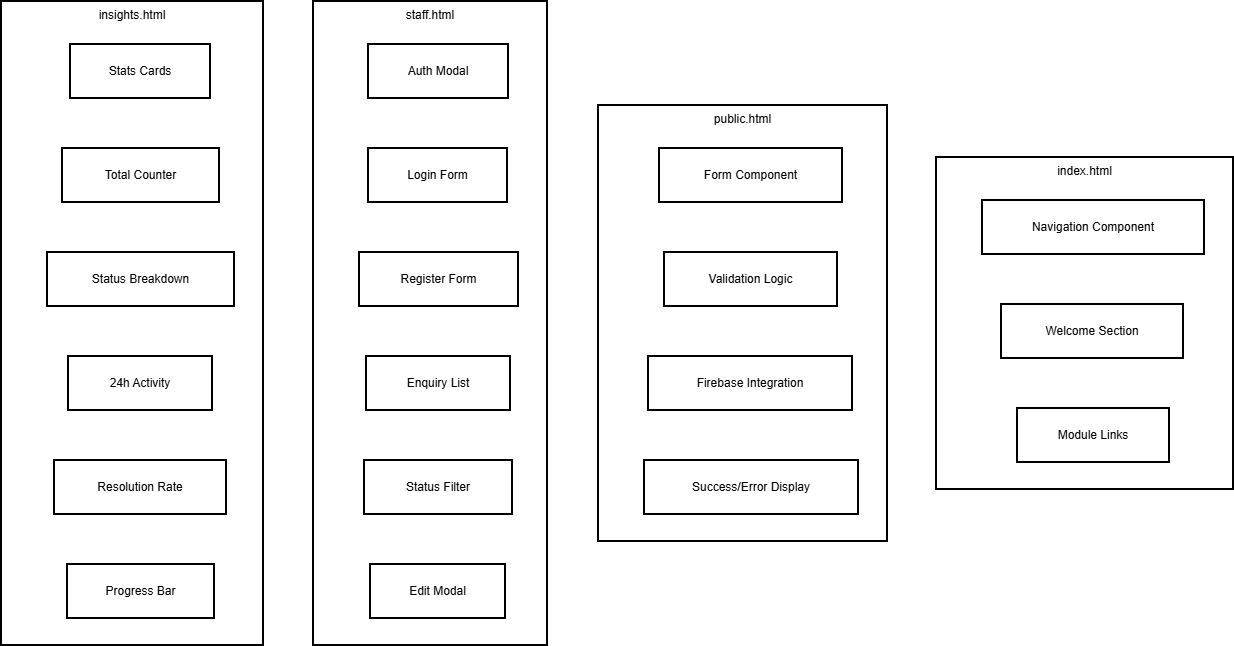 insights.html
Stats Cards
Total Counter
Status Breakdown
24h Activity
Resolution Rate
Progress Bar
staff.html
Auth Modal
Login Form
Register Form
Enquiry List
Status Filter
Edit Modal
public.html
Form Component
Validation Logic
Firebase Integration
Success/Error Display
index.html
Navigation Component
Welcome Section
Module Links